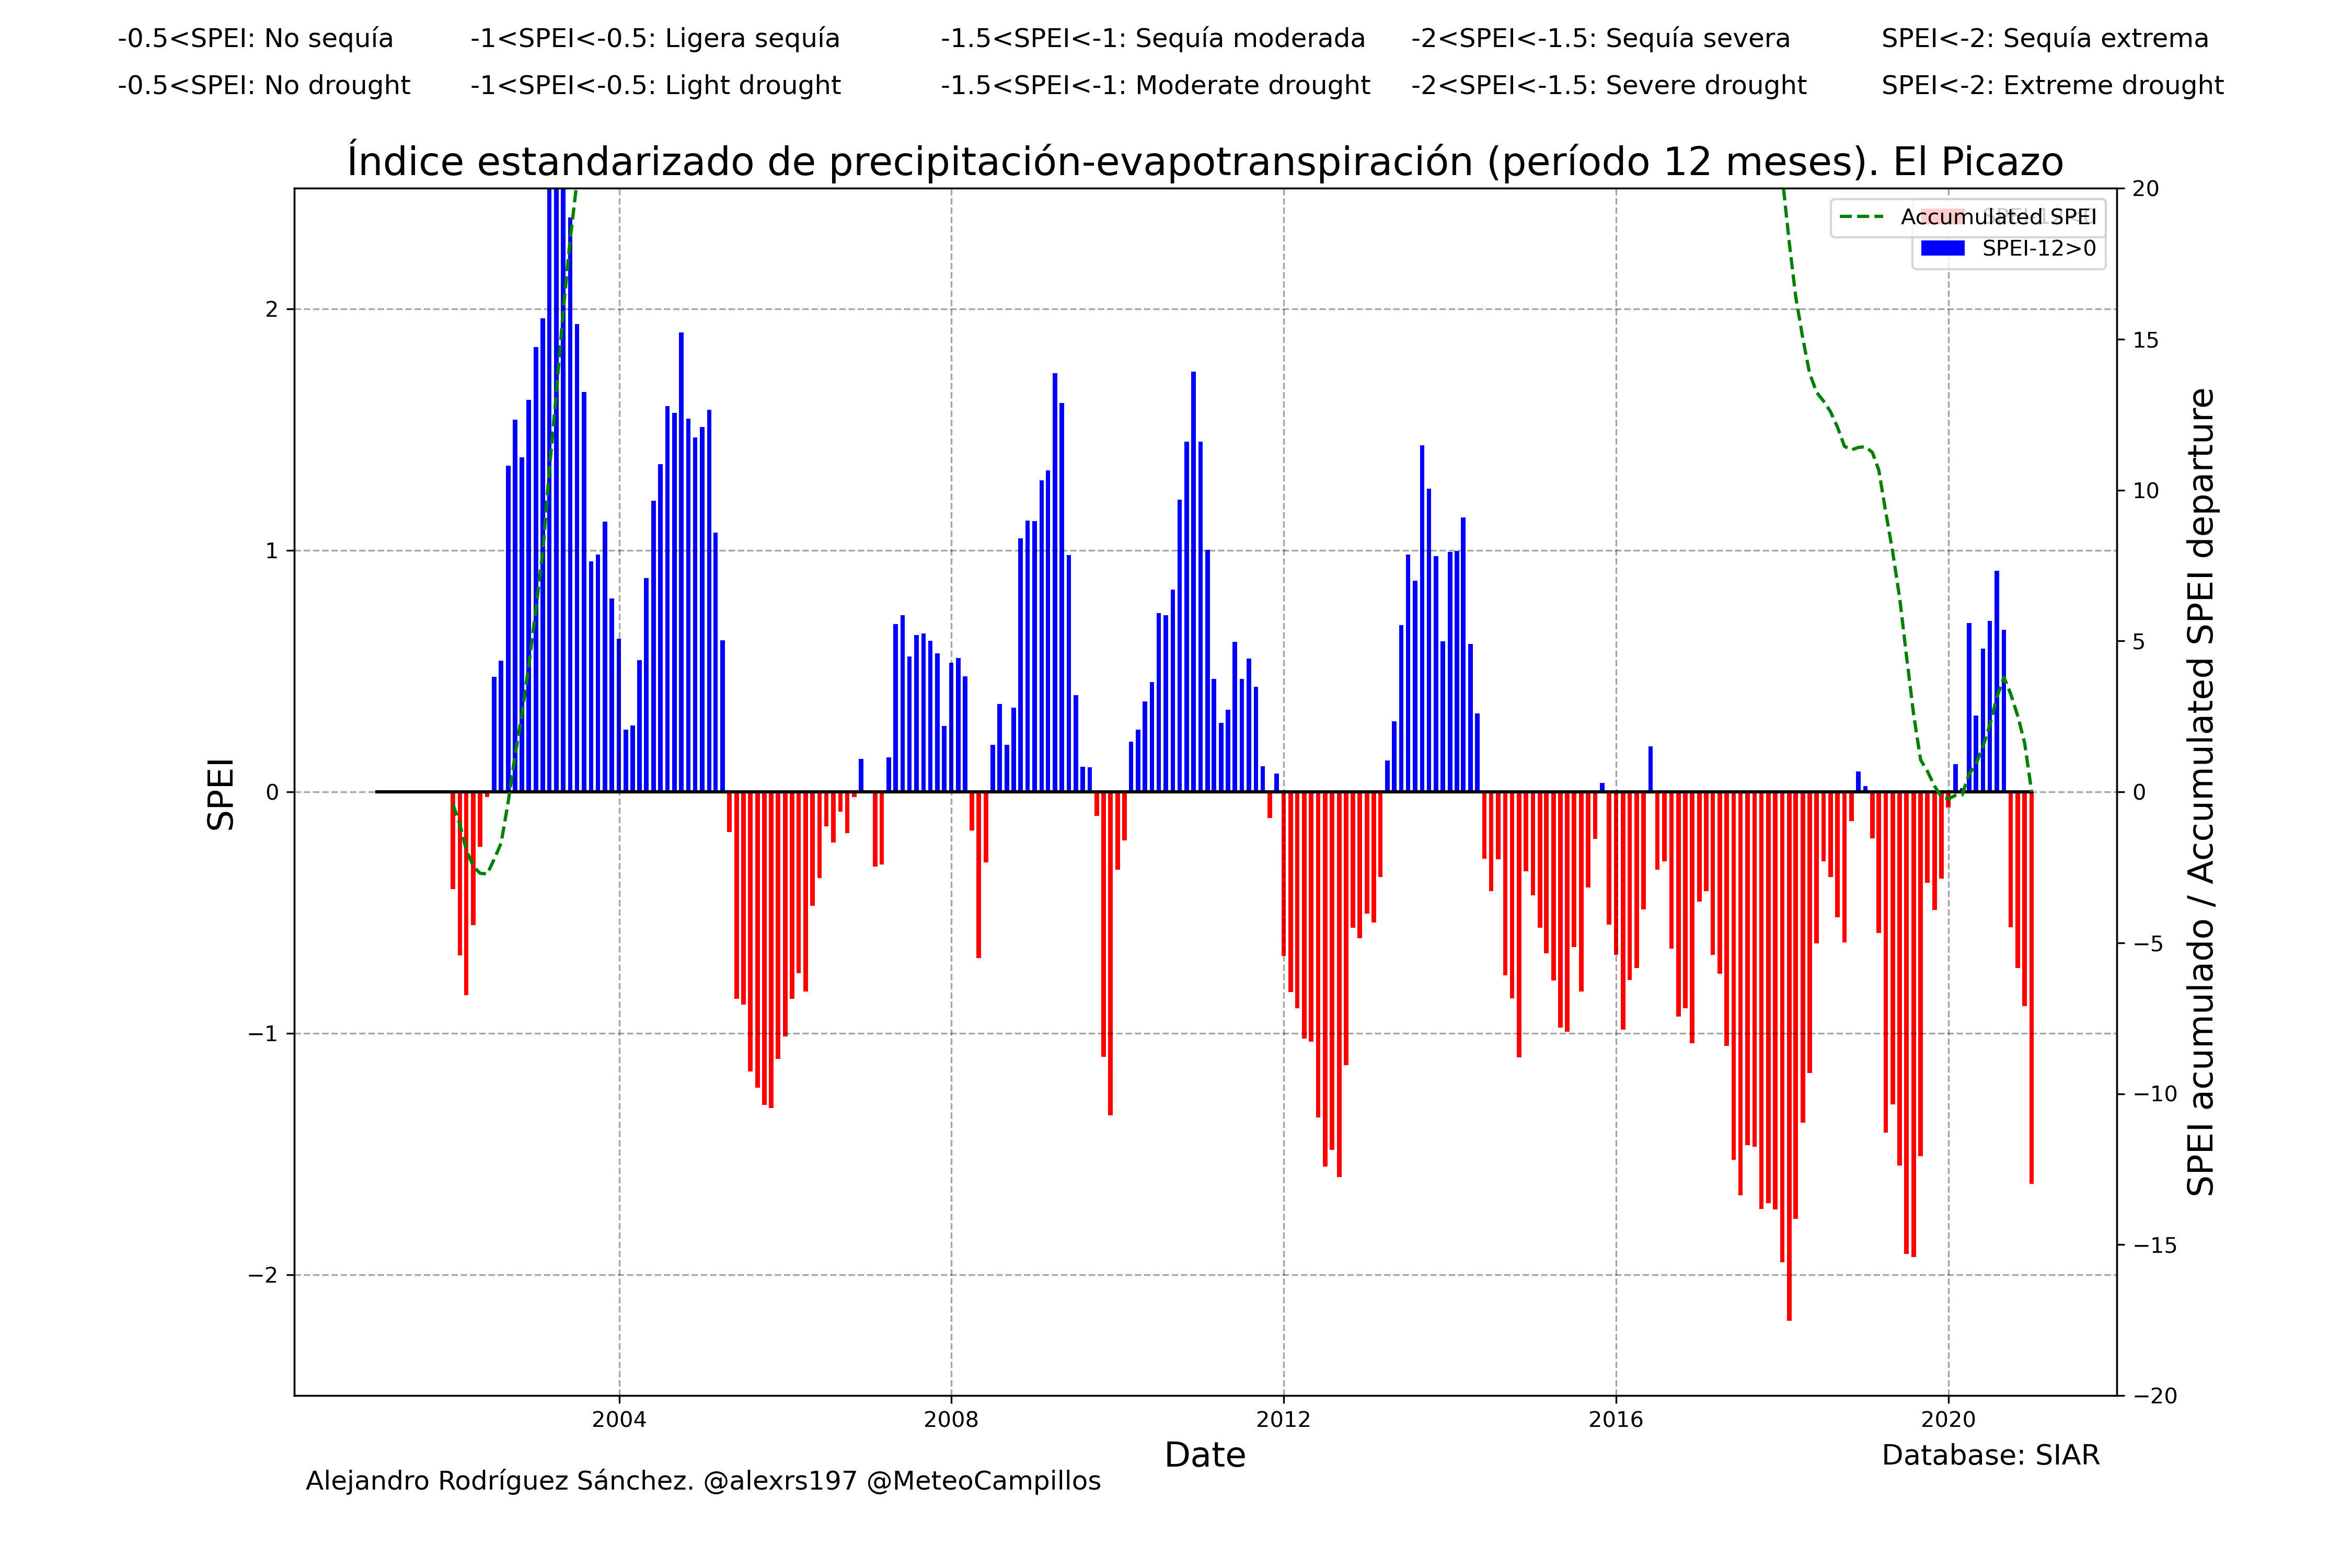 -0.5<SPEI: No sequía
-1<SPEI<-0.5: Ligera sequía
-1.5<SPEI<-1: Sequía moderada
-2<SPEI<-1.5: Sequía severa
SPEI<-2: Sequía extrema
-0.5<SPEI: No drought
-1<SPEI<-0.5: Light drought
-1.5<SPEI<-1: Moderate drought
-2<SPEI<-1.5: Severe drought
SPEI<-2: Extreme drought
Índice estandarizado de precipitación-evapotranspiración (período 12 meses). El Picazo
Accumulated SPEI
SPEI-12>0
SPEI
2
1
0
−1
−2
20
15
10
5
0
−5
−10
−15
−20
SPEI acumulado / Accumulated SPEI departure
2004
2008
2012
2016
2020
Date
Database: SIAR
Alejandro Rodríguez Sánchez. @alexrs197 @MeteoCampillos